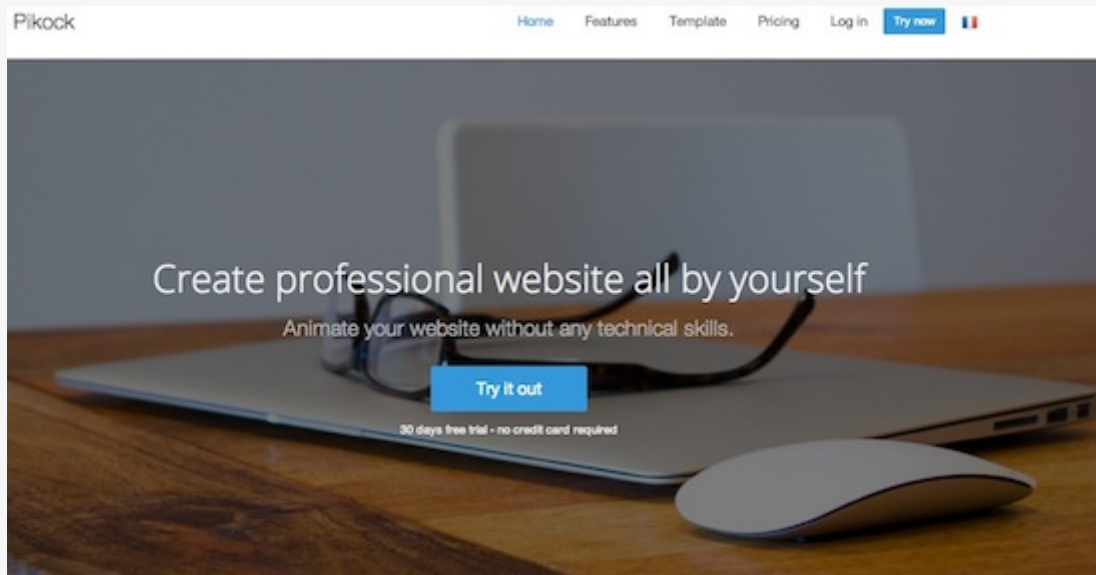 Pikock
Home Features Template Pricing Log in Try now
Create professional website all by yourself
Animate your website without any technical skills.
Try it out
30 days free trial - no credit card required